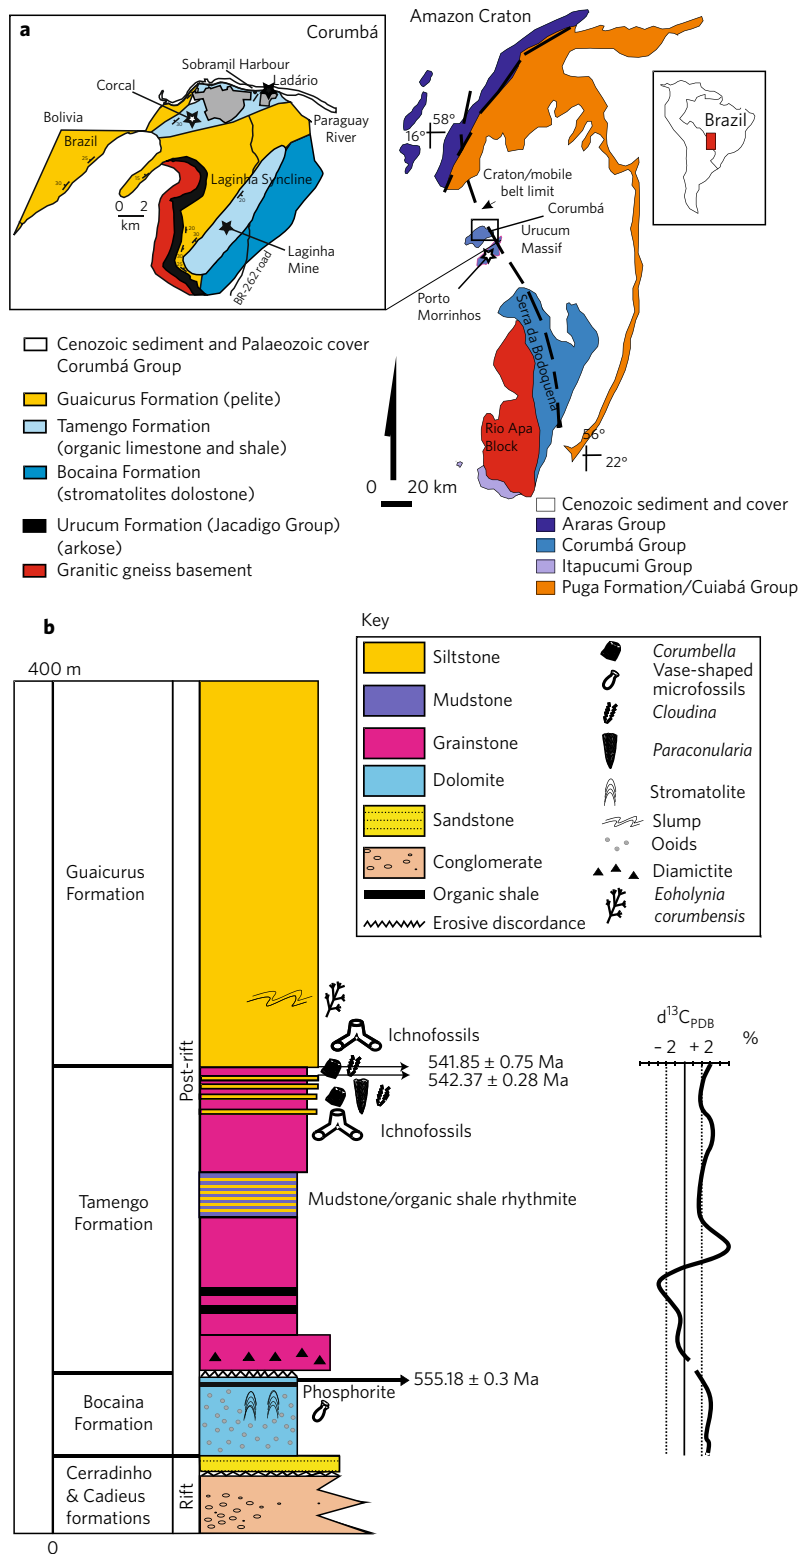 a
Corumbá
Sobramil Harbour
Ladário
Corcal
Bolivia
Brazil
Paraguay
River
Laginha Syncline
0 2
km
Laginha
Mine
BR-262 road
Amazon Craton
58°
16°
Craton/mobile
belt limit
Corumbá
Urucum
Massif
Porto
Morrinhos
Serra da Bodoquena
Rio Apa
Block
56°
22°
Brazil
0 20 km
Cenozoic sediment and Palaeozoic cover
Corumbá Group
Guaicurus Formation (pelite)
Tamengo Formation
(organic limestone and shale)
Bocaina Formation
(stromatolites dolostone)
Urucum Formation (Jacadigo Group)
(arkose)
Granitic gneiss basement
Cenozoic sediment and cover
Araras Group
Corumbá Group
Itapucumi Group
Puga Formation/Cuiabá Group
b
Key
Siltstone
Mudstone
Grainstone
Dolomite
Sandstone
Conglomerate
Organic shale
Erosive discordance
Corumbella
Vase-shaped
microfossils
Cloudina
Paraconularia
Stromatolite
Slump
Ooids
Diamictite
Eoholynia
corumbensis
400 m
Guaicurus
Formation
Tamengo
Formation
Bocaina
Formation
Cerradinho
& Cadieus
formations
0
Post-rift
Rift
Ichnofossils
541.85 ± 0.75 Ma
542.37 ± 0.28 Ma
Ichnofossils
Mudstone/organic shale rhythmite
555.18 ± 0.3 Ma
Phosphorite
d13CPDB
– 2 + 2 %